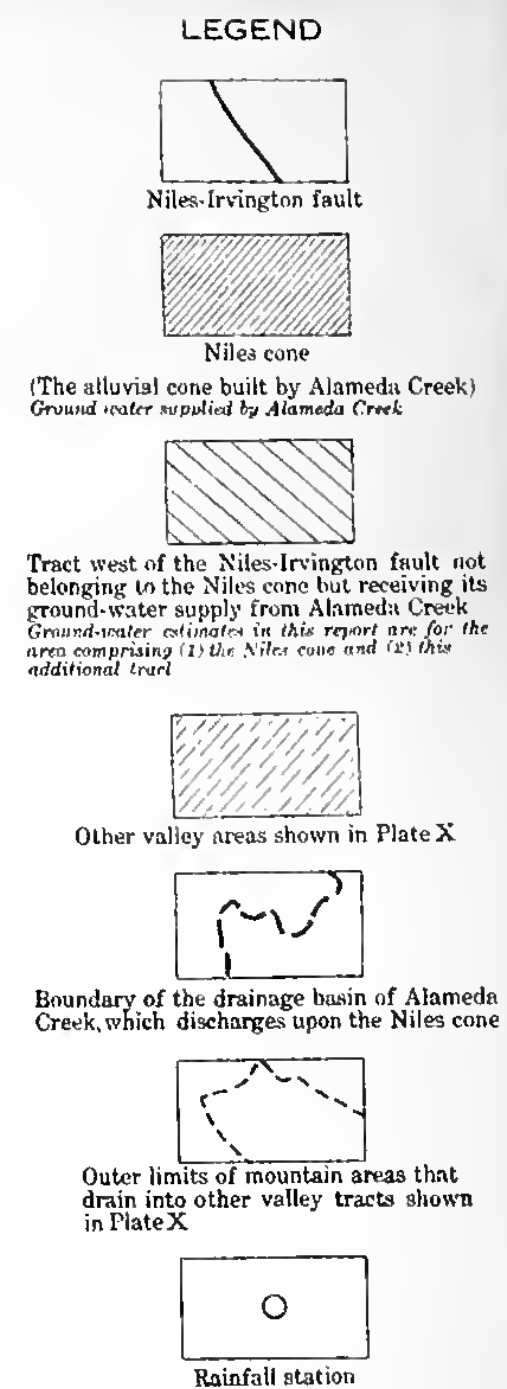 LEGEND
Niles-Irvington fault
Niles cone
(The alluvial cone built by Alameda Creek)
Ground water supplied by Alameda Creek
Tract west of the Niles-Irvington fault not
belonging to the Niles cone but receiving its
ground-water supply from Alameda Creek
Ground-water estimates in this report are for the
area comprising (1) the Niles cone and (2) this
additional tract
Other valley areas shown in Plate X
Boundary of the drainage basin of Alameda
Creek, which discharges upon the Niles cone
Outer limits of mountain areas that
drain into other valley tracts shown
in Plate X
Rainfall station